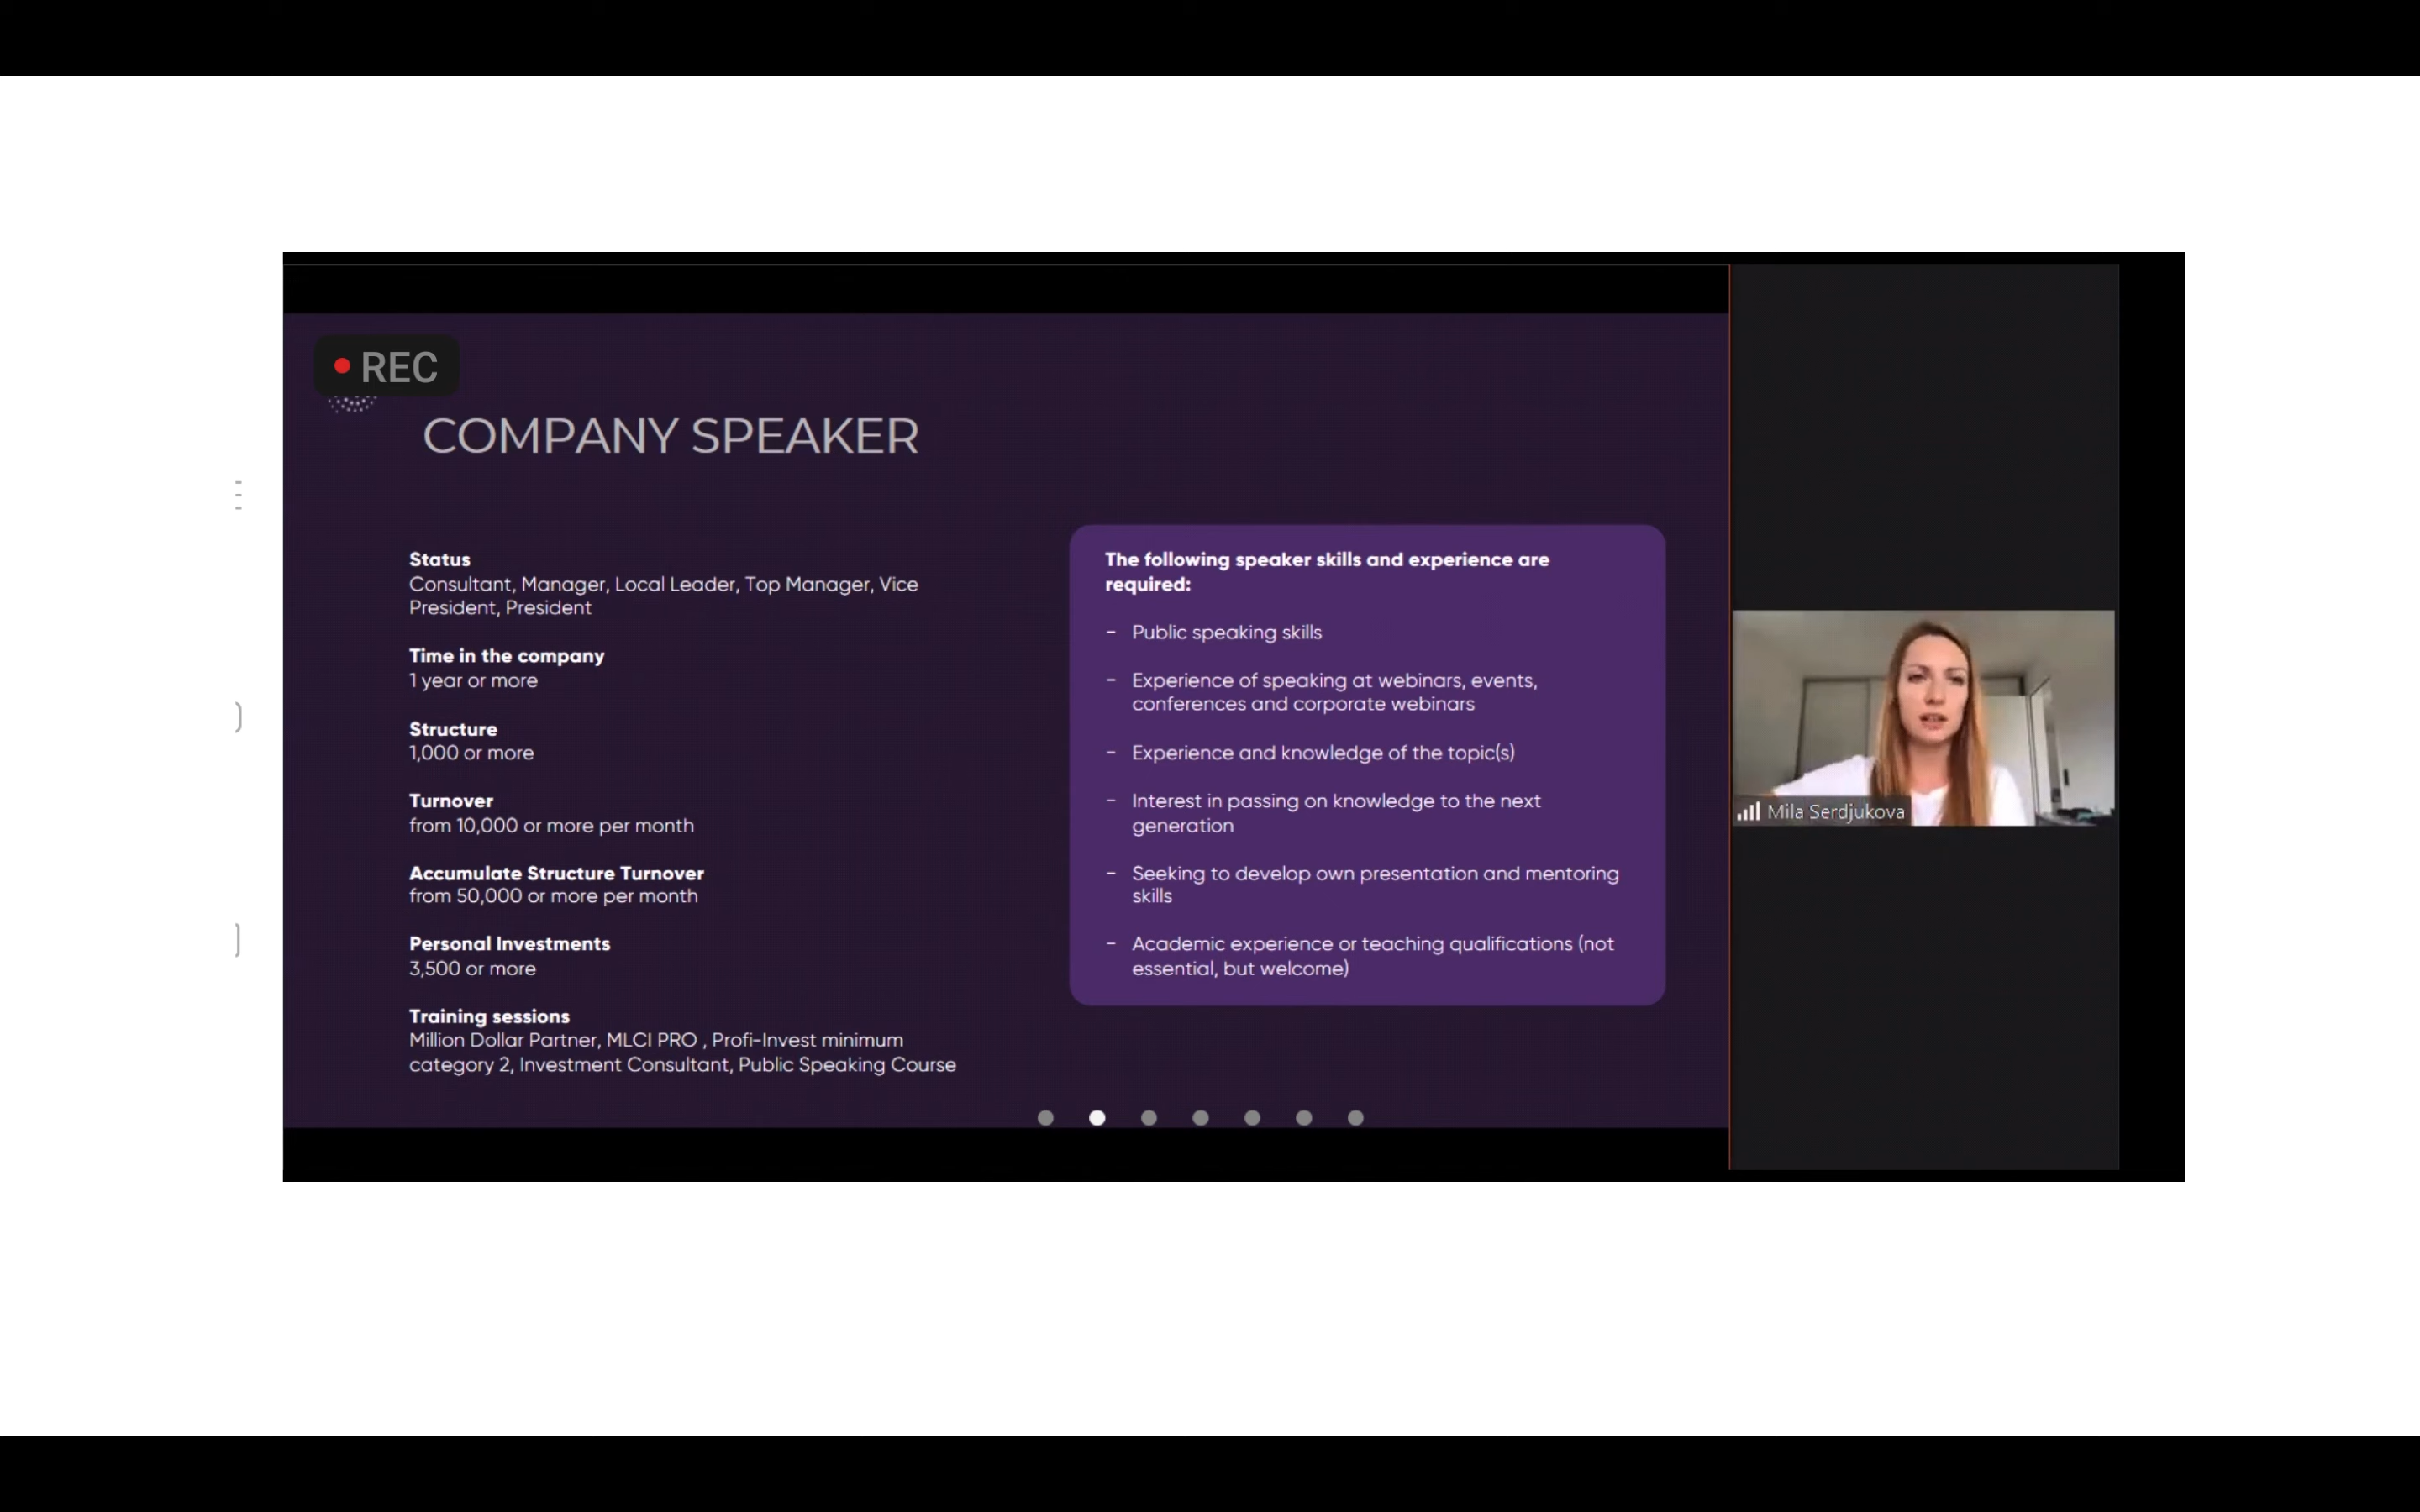 REC
COMPANY SPEAKER
Status
Consultant, Manager, Local Leader, Top Manager, Vice
President, President
Time in the company
1 year or more
Structure
1,000 or more
Turnover
from 10,000 or more per month
Accumulate Structure Turnover
from 50,000 or more per month
Personal Investments
3,500 or more
Training sessions
Million Dollar Partner, MLCI PRO , Profi-Invest minimum
category 2, Investment Consultant, Public Speaking Course
The following speaker skills and experience are
required:
- Public speaking skills
- Experience of speaking at webinars, events,
conferences and corporate webinars
- Experience and knowledge of the topic(s)
- Interest in passing on knowledge to the next
generation
- Seeking to develop own presentation and mentoring
skills
- Academic experience or teaching qualifications (not
essential, but welcome)
Mila Serdjukova